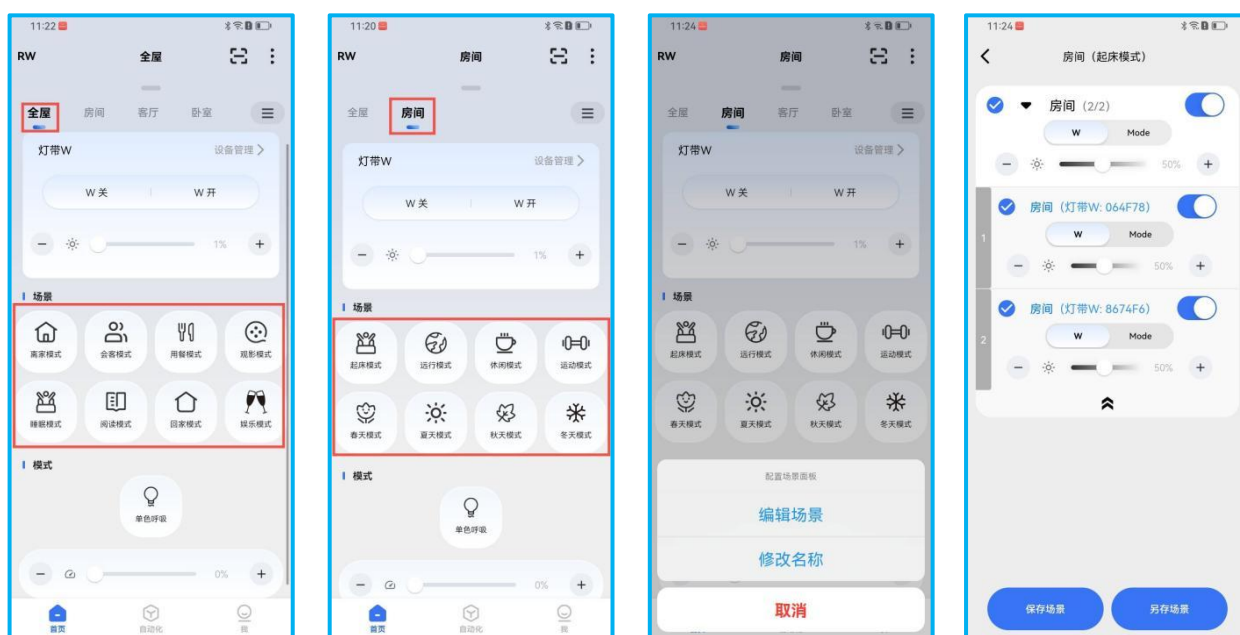 11:22
RW
全屋
全屋 房间 客厅 卧室
灯带W 设备管理
W 关 W 开
1%
场景
离家模式 会客模式 用餐模式 观影模式
睡眠模式 阅读模式 回家模式 娱乐模式
模式
单色呼吸
0%
首页 自动化 我
11:20
RW
房间
全屋 房间
灯带W 设备管理
W 关 W 开
1%
场景
起床模式 远行模式 休闲模式 运动模式
春天模式 夏天模式 秋天模式 冬天模式
模式
单色呼吸
0%
首页 自动化 我
11:24
RW
房间
全屋 房间 客厅 卧室
灯带W 设备管理
W 关 W 开
1%
场景
起床模式 远行模式 休闲模式 运动模式
春天模式 夏天模式 秋天模式 冬天模式
配置场景面板
编辑场景
修改名称
取消
11:24
房间（起床模式）
房间（2/2）
W Mode
50%
1
房间（灯带W: 064F78）
W Mode
50%
2
房间（灯带W: 8674F6）
W Mode
50%
保存场景 另存场景